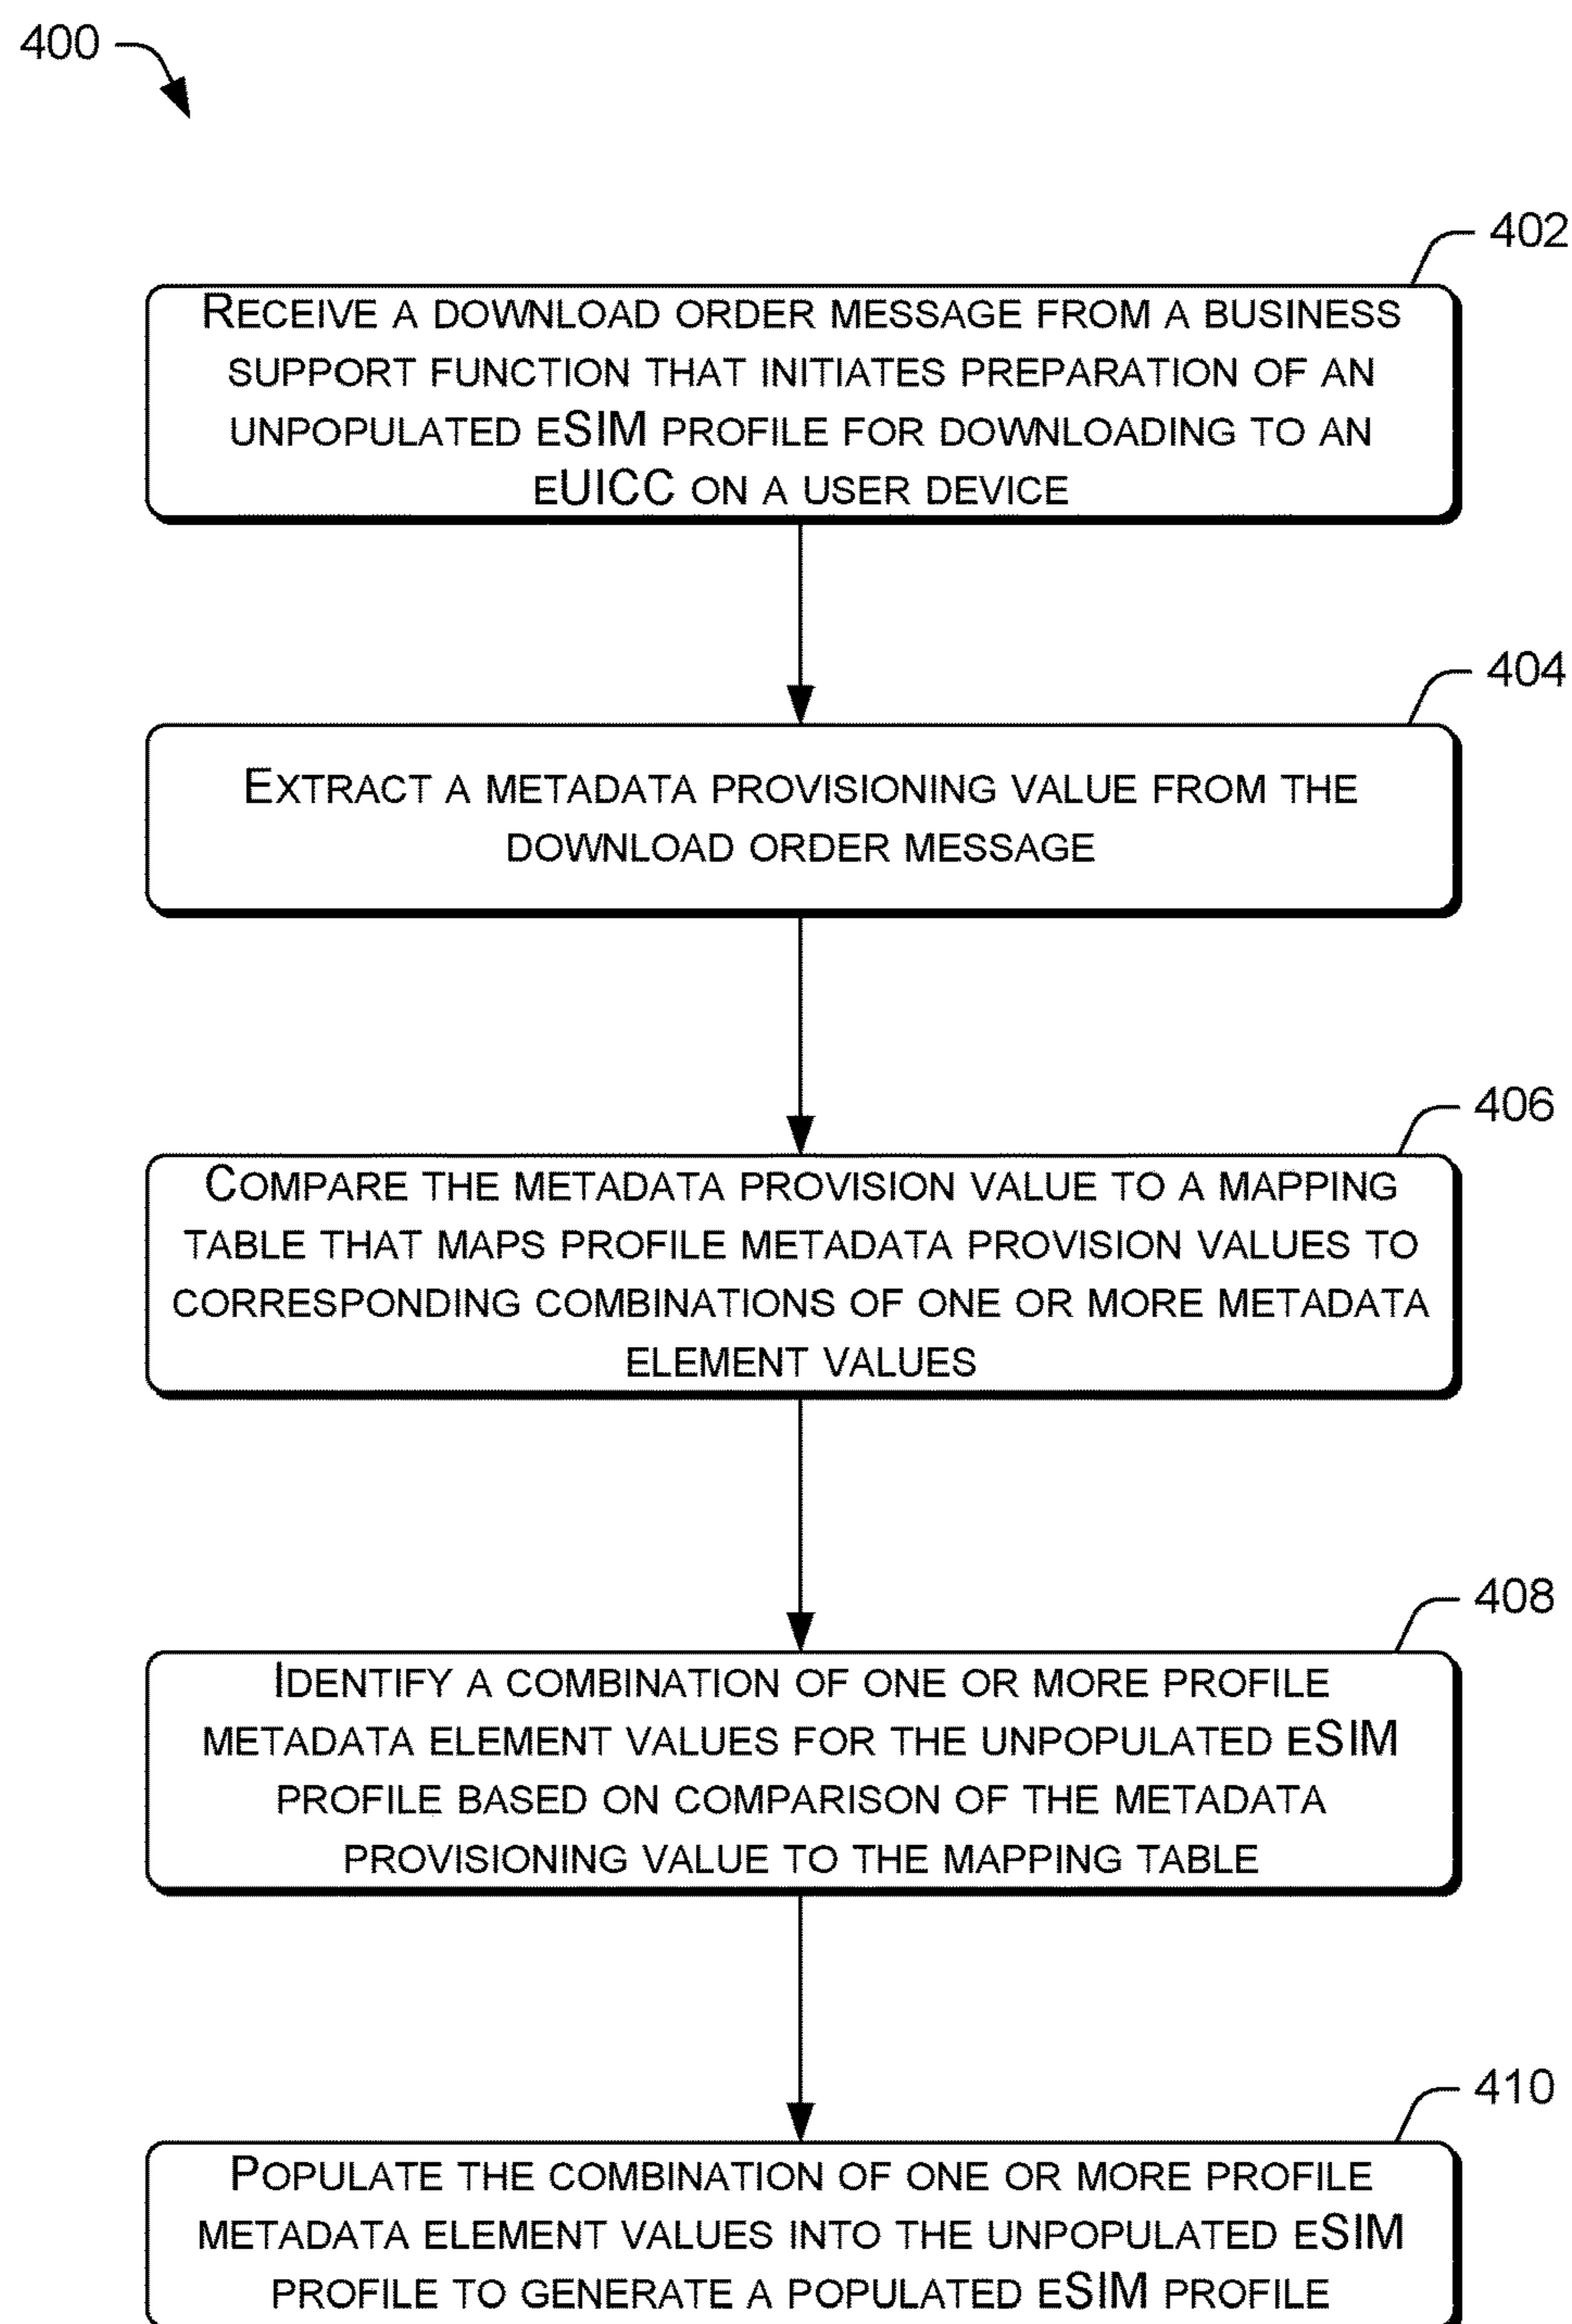 400
402
RECEIVE A DOWNLOAD ORDER MESSAGE FROM A BUSINESS
SUPPORT FUNCTION THAT INITIATES PREPARATION OF AN
UNPOPULATED eSIM PROFILE FOR DOWNLOADING TO AN
eUICC ON A USER DEVICE
404
EXTRACT A METADATA PROVISIONING VALUE FROM THE
DOWNLOAD ORDER MESSAGE
406
COMPARE THE METADATA PROVISION VALUE TO A MAPPING
TABLE THAT MAPS PROFILE METADATA PROVISION VALUES TO
CORRESPONDING COMBINATIONS OF ONE OR MORE METADATA
ELEMENT VALUES
408
IDENTIFY A COMBINATION OF ONE OR MORE PROFILE
METADATA ELEMENT VALUES FOR THE UNPOPULATED eSIM
PROFILE BASED ON COMPARISON OF THE METADATA
PROVISIONING VALUE TO THE MAPPING TABLE
410
POPULATE THE COMBINATION OF ONE OR MORE PROFILE
METADATA ELEMENT VALUES INTO THE UNPOPULATED eSIM
PROFILE TO GENERATE A POPULATED eSIM PROFILE